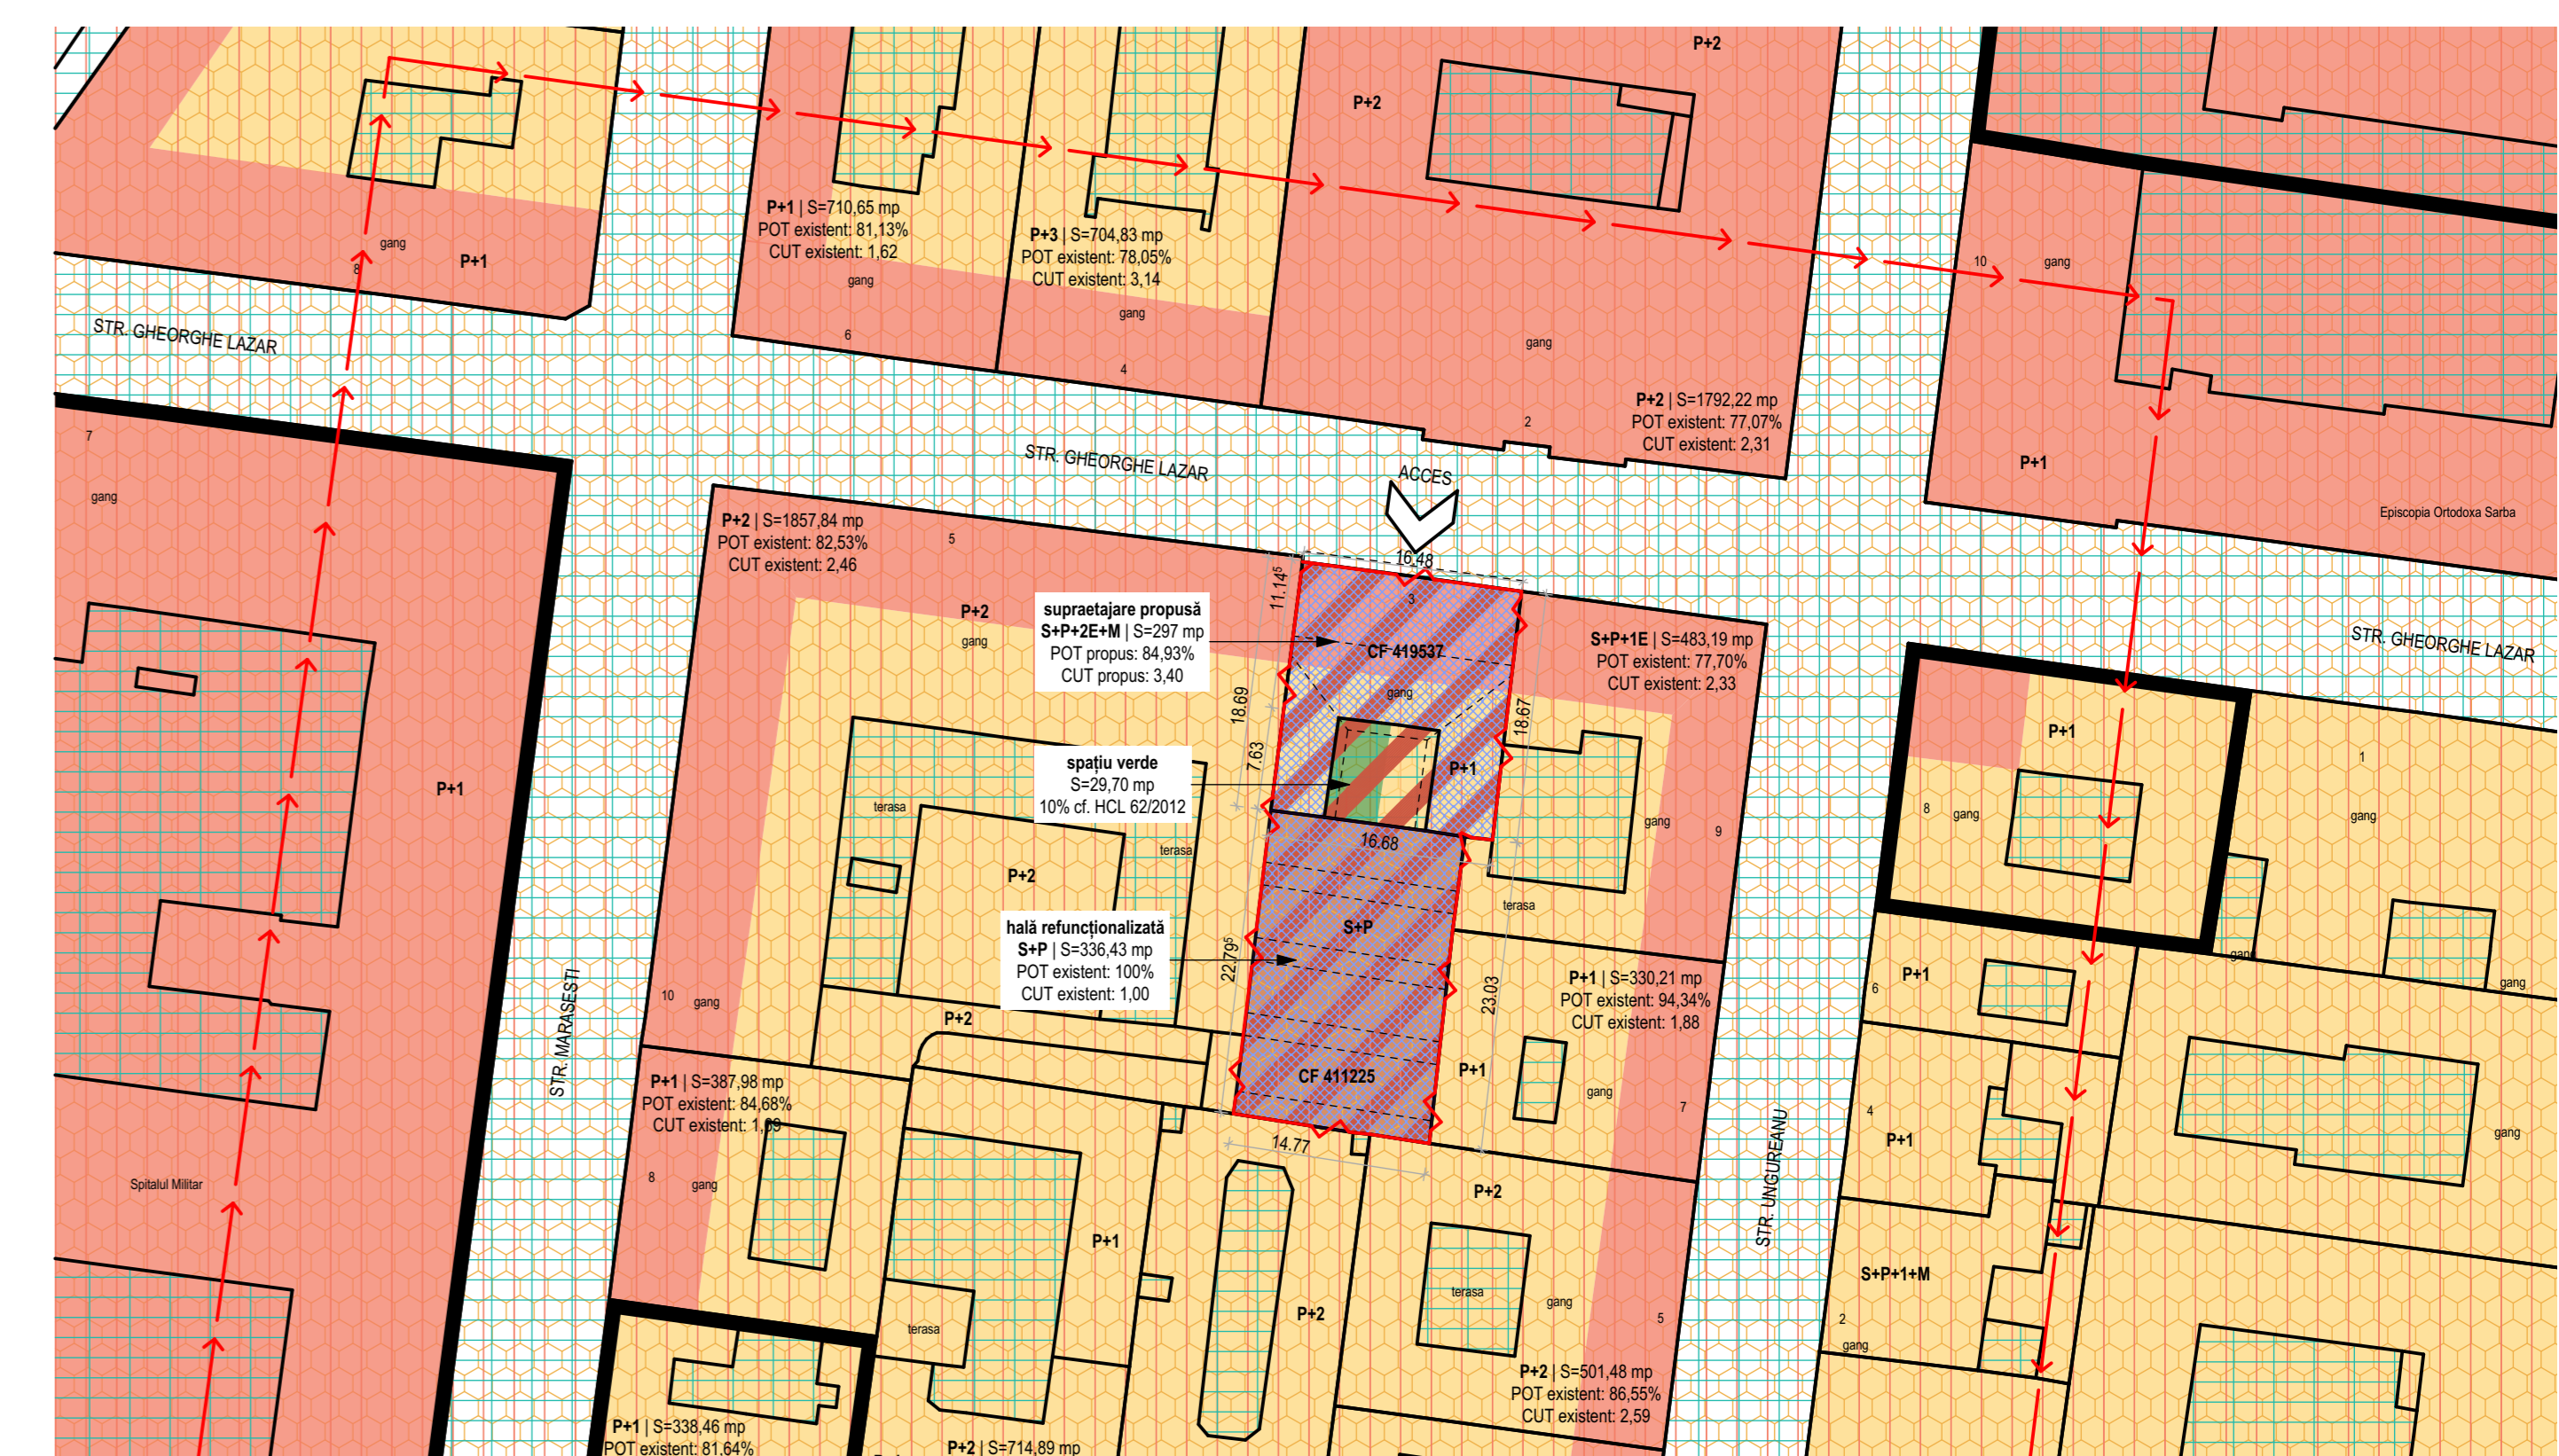 P+2
P+2
P+1 | S=710,65 mp
POT existent: 81,13%
CUT existent: 1,62
gang
6
P+3 | S=704,83 mp
POT existent: 78,05%
CUT existent: 3,14
gang
4
gang
8
P+1
10
gang
STR. GHEORGHE LAZAR
gang
P+2 | S=1792,22 mp
POT existent: 77,07%
CUT existent: 2,31
2
7
gang
STR. GHEORGHE LAZAR
ACCES
P+1
Episcopia Ortodoxa Sarba
P+2 | S=1857,84 mp
POT existent: 82,53%
CUT existent: 2,46
5
16.48
11.14⁵
3
supraetajare propusă
S+P+2E+M | S=297 mp
POT propus: 84,93%
CUT propus: 3,40
P+2
gang
CF 419537
gang
S+P+1E | S=483,19 mp
POT existent: 77,70%
CUT existent: 2,33
STR. GHEORGHE LAZAR
18.69
18.67
7.63
P+1
P+1
1
gang
spațiu verde
S=29,70 mp
10% cf. HCL 62/2012
P+1
terasa
gang
9
8
gang
16.68
terasa
P+2
terasa
hală refuncționalizată
S+P | S=336,43 mp
POT existent: 100%
CUT existent: 1,00
S+P
22.79⁵
gang
gang
10
gang
P+2
23.03
P+1 | S=330,21 mp
POT existent: 94,34%
CUT existent: 1,88
P+1
6
STR. MARASESTI
CF 411225
P+1
gang
7
P+1 | S=387,98 mp
POT existent: 84,68%
CUT existent: 1,69
4
P+1
gang
14.77
STR. UNGUREANU
Spitalul Militar
8
gang
P+2
P+1
S+P+1+M
terasa
gang
5
P+2
terasa
2
gang
P+2 | S=501,48 mp
POT existent: 86,55%
CUT existent: 2,59
P+1 | S=338,46 mp
POT existent: 81,64%
P+2 | S=714,89 mp